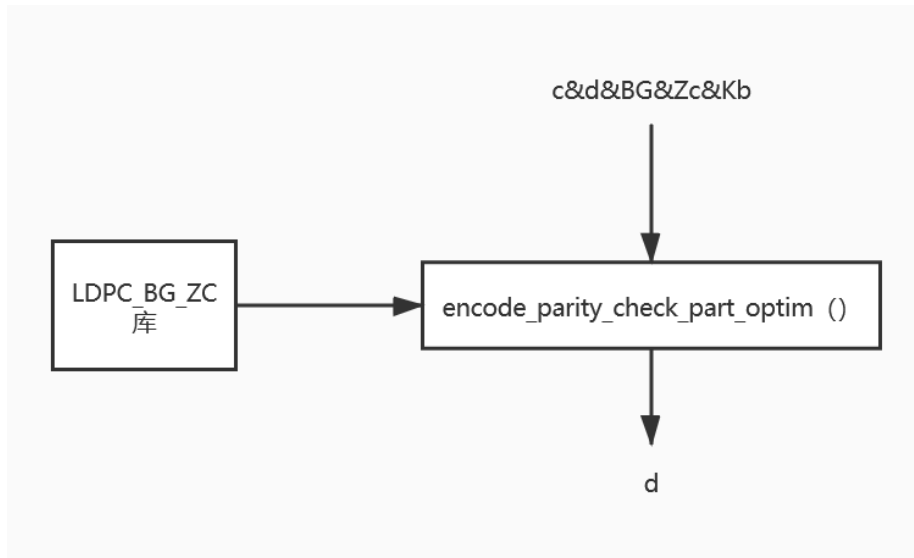 c&d&BG&Zc&Kb
LDPC_BG_ZC
库
encode_parity_check_part_optim（）
d